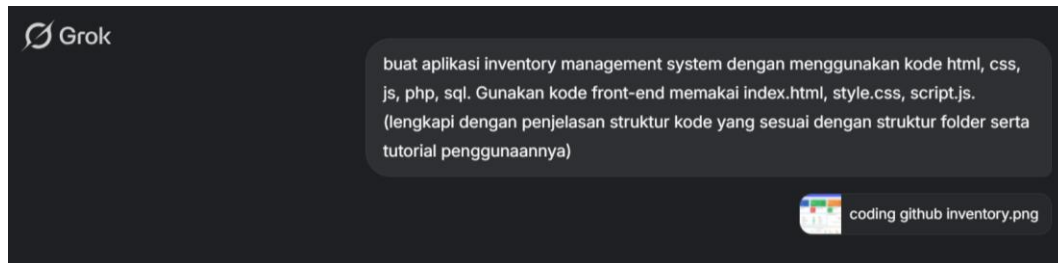 Grok
buat aplikasi inventory management system dengan menggunakan kode html, css,
js, php, sql. Gunakan kode front-end memakai index.html, style.css, script.js.
(lengkapi dengan penjelasan struktur kode yang sesuai dengan struktur folder serta
tutorial penggunaannya)
coding github inventory.png